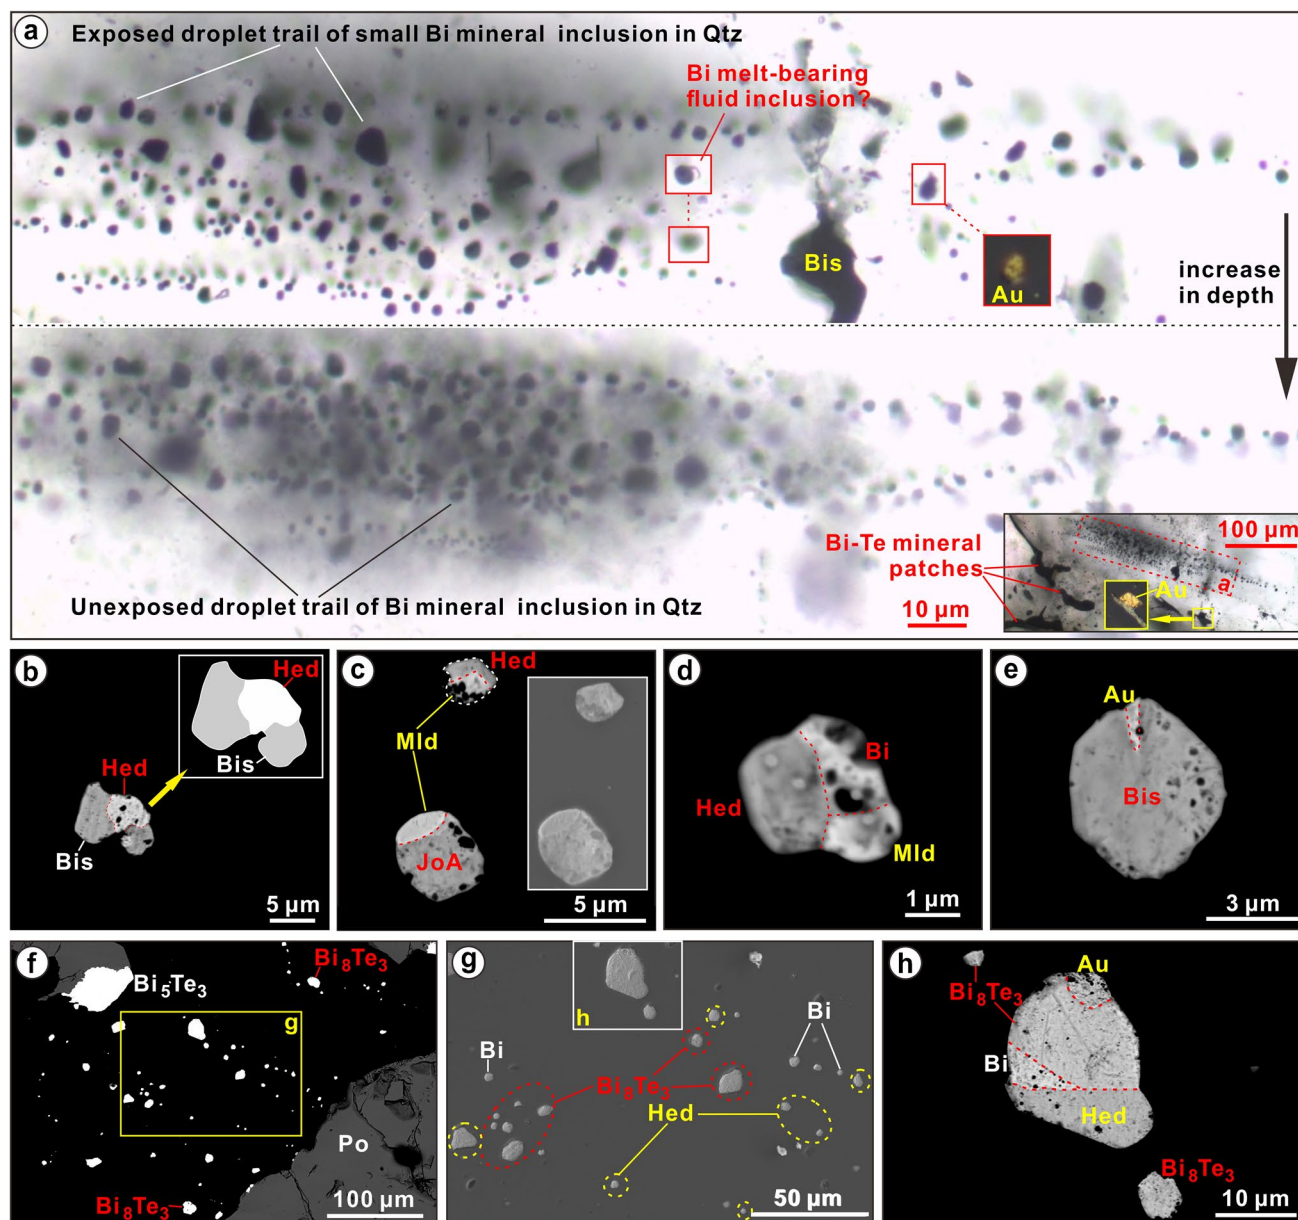 a
Exposed droplet trail of small Bi mineral inclusion in Qtz
Bi melt-bearing
fluid inclusion?
Bis
Au
increase
in depth
Unexposed droplet trail of Bi mineral inclusion in Qtz
Bi-Te mineral
patches
10 µm
100 µm
a
Au
b
Hed
Bis
Hed
Bis
5 µm
c
Hed
Mld
JoA
5 µm
d
Bi
Hed
Mld
1 µm
e
Au
Bis
3 µm
f
Bi₅Te₃
Bi₈Te₃
g
Po
Bi₈Te₃
100 µm
g
h
Bi
Bi
Bi₈Te₃
Hed
50 µm
h
Au
Bi₈Te₃
Bi
Hed
Bi₈Te₃
10 µm